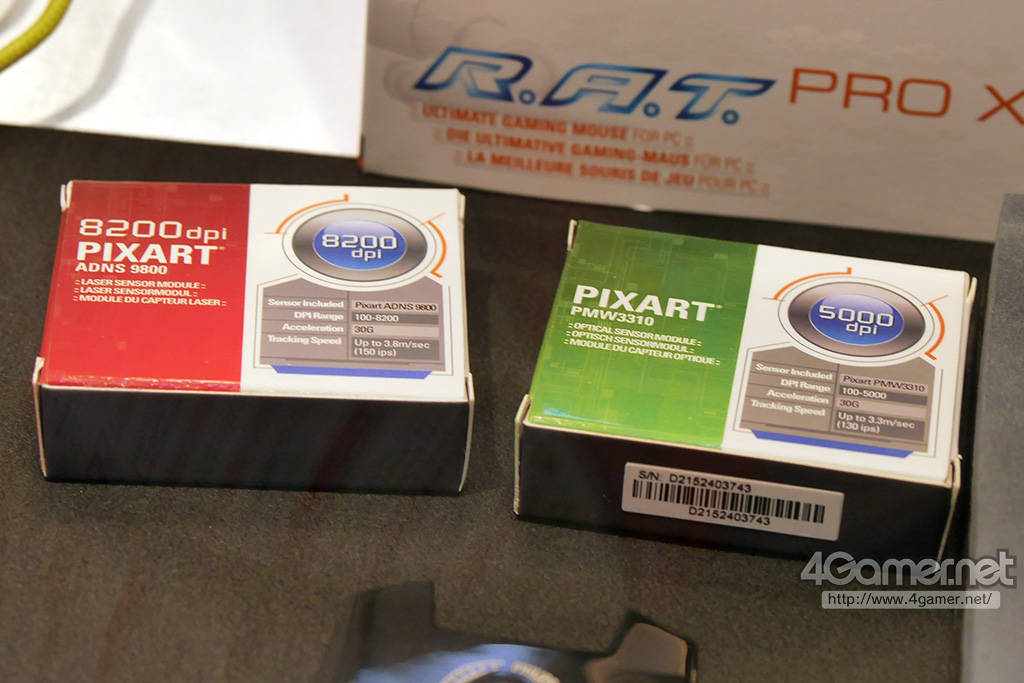 R.A.T. PRO X
:: ULTIMATE GAMING MOUSE FOR PC ::
:: DIE ULTIMATIVE GAMING-MAUS FÜR PC ::
:: LA MEILLEURE SOURIS DE JEU POUR PC ::
8200dpi
PIXART
ADNS 9800
:: LASER SENSOR MODULE ::
:: LASER SENSORMODUL ::
:: MODULE DU CAPTEUR LASER ::
8200
dpi
Sensor Included Pixart ADNS 9800
DPI Range 100-8200
Acceleration 30G
Tracking Speed Up to 3.8m/sec
(150 ips)
PIXART
PMW3310
:: OPTICAL SENSOR MODULE ::
:: OPTISCH SENSORMODUL ::
:: MODULE DU CAPTEUR OPTIQUE ::
5000
dpi
Sensor Included Pixart PMW3310
DPI Range 100-5000
Acceleration 30G
Tracking Speed Up to 3.3m/sec
(130 ips)
S/N: D2152403743
D2152403743
4Gamer.net
http://www.4gamer.net/